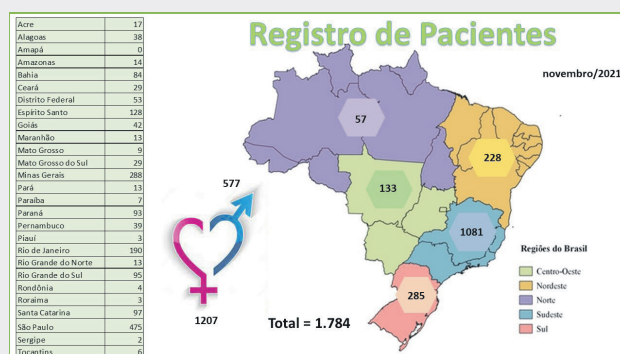 Registro de Pacientes
novembro/2021
Acre 17
Alagoas 38
Amapá 0
Amazonas 14
Bahia 84
Ceará 29
Distrito Federal 53
Espírito Santo 128
Goiás 42
Maranhão 13
Mato Grosso 9
Mato Grosso do Sul 29
Minas Gerais 288
Pará 13
Paraíba 7
Paraná 93
Pernambuco 39
Piauí 3
Rio de Janeiro 190
Rio Grande do Norte 13
Rio Grande do Sul 95
Rondônia 4
Roraima 3
Santa Catarina 97
São Paulo 475
Sergipe 2
Tocantins 6
577
1207
Total = 1.784
57
228
133
1081
285
Regiões do Brasil
Centro-Oeste
Nordeste
Norte
Sudeste
Sul